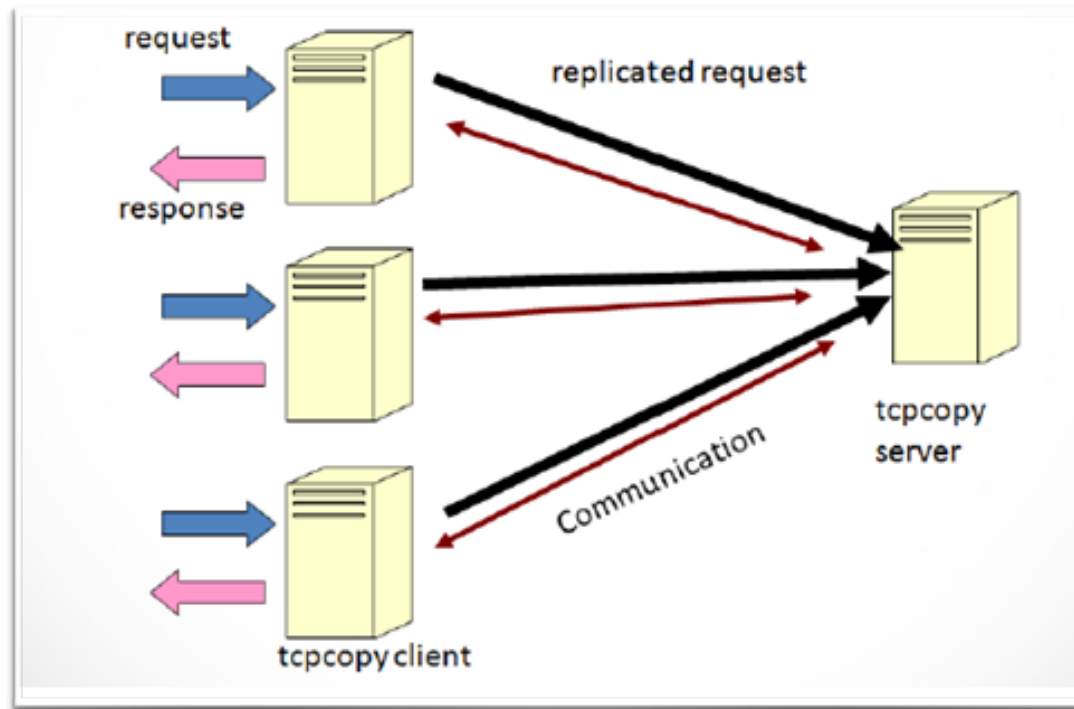 request
replicated request
response
tcpcopy
server
Communication
tcpcopy client